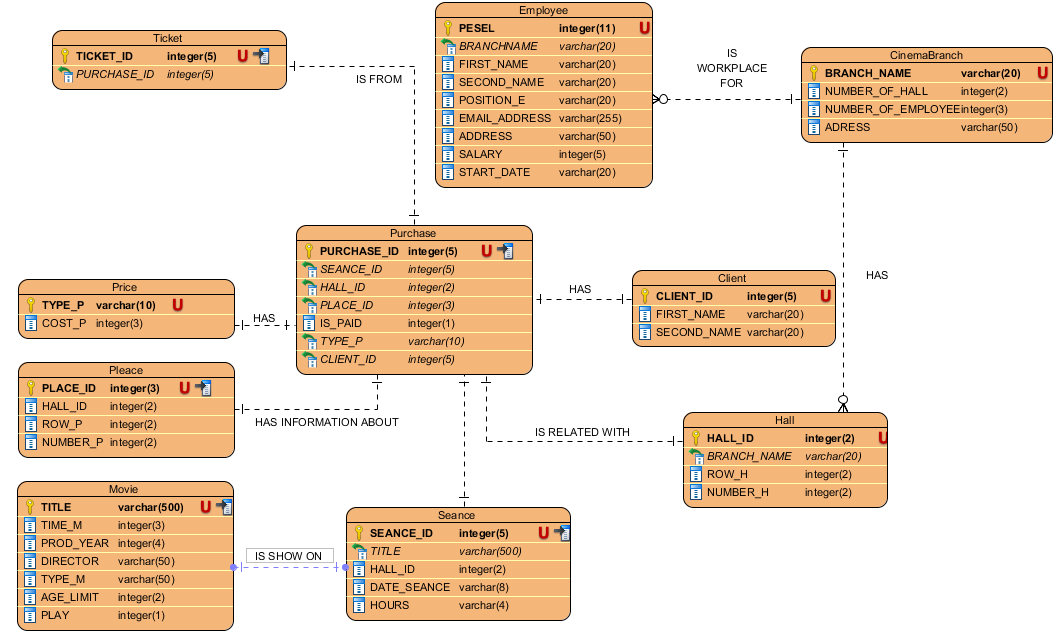 Ticket
TICKET_ID integer(5) U
PURCHASE_ID integer(5)
IS FROM
Employee
PESEL integer(11) U
BRANCHNAME varchar(20)
FIRST_NAME varchar(20)
SECOND_NAME varchar(20)
POSITION_E varchar(20)
EMAIL_ADDRESS varchar(255)
ADDRESS varchar(50)
SALARY integer(5)
START_DATE varchar(20)
IS
WORKPLACE
FOR
CinemaBranch
BRANCH_NAME varchar(20) U
NUMBER_OF_HALL integer(2)
NUMBER_OF_EMPLOYEE integer(3)
ADRESS varchar(50)
HAS
Purchase
PURCHASE_ID integer(5) U
SEANCE_ID integer(5)
HALL_ID integer(2)
PLACE_ID integer(3)
IS_PAID integer(1)
TYPE_P varchar(10)
CLIENT_ID integer(5)
HAS
Client
CLIENT_ID integer(5) U
FIRST_NAME varchar(20)
SECOND_NAME varchar(20)
Price
TYPE_P varchar(10) U
COST_P integer(3)
HAS
Pleace
PLACE_ID integer(3) U
HALL_ID integer(2)
ROW_P integer(2)
NUMBER_P integer(2)
HAS INFORMATION ABOUT
IS RELATED WITH
Hall
HALL_ID integer(2) U
BRANCH_NAME varchar(20)
ROW_H integer(2)
NUMBER_H integer(2)
Movie
TITLE varchar(500) U
TIME_M integer(3)
PROD_YEAR integer(4)
DIRECTOR varchar(50)
TYPE_M varchar(50)
AGE_LIMIT integer(2)
PLAY integer(1)
IS SHOW ON
Seance
SEANCE_ID integer(5) U
TITLE varchar(500)
HALL_ID integer(2)
DATE_SEANCE varchar(8)
HOURS varchar(4)